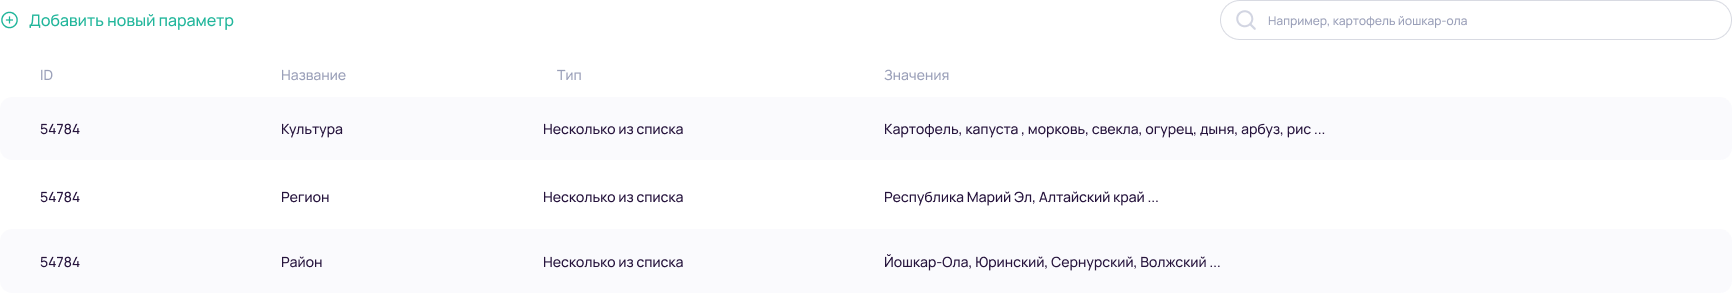 Добавить новый параметр
Например, картофель йошкар-ола
ID Название Тип Значения
54784 Культура Несколько из списка Картофель, капуста , морковь, свекла, огурец, дыня, арбуз, рис ...
54784 Регион Несколько из списка Республика Марий Эл, Алтайский край ...
54784 Район Несколько из списка Йошкар-Ола, Юринский, Сернурский, Волжский ...